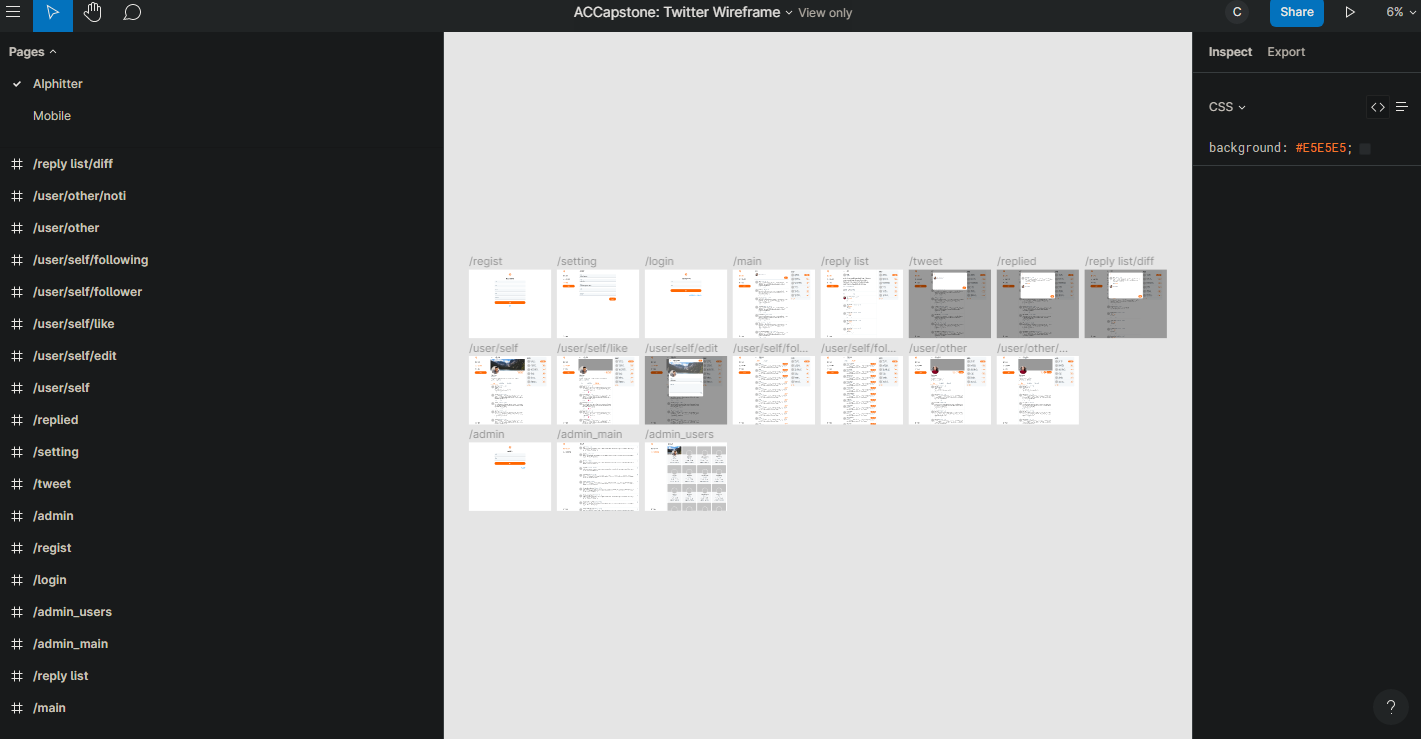 ACCapstone: Twitter Wireframe View only
C
Share
6%
Pages
Alphitter
Mobile
/reply list/diff
/user/other/noti
/user/other
/user/self/following
/user/self/follower
/user/self/like
/user/self/edit
/user/self
/replied
/setting
/tweet
/admin
/regist
/login
/admin_users
/admin_main
/reply list
/main
/regist
/setting
/login
/main
/reply list
/tweet
/replied
/reply list/diff
/user/self
/user/self/like
/user/self/edit
/user/self/fol...
/user/self/fol...
/user/other
/user/other/...
/admin
/admin_main
/admin_users
Inspect Export
CSS
background: #E5E5E5;
?